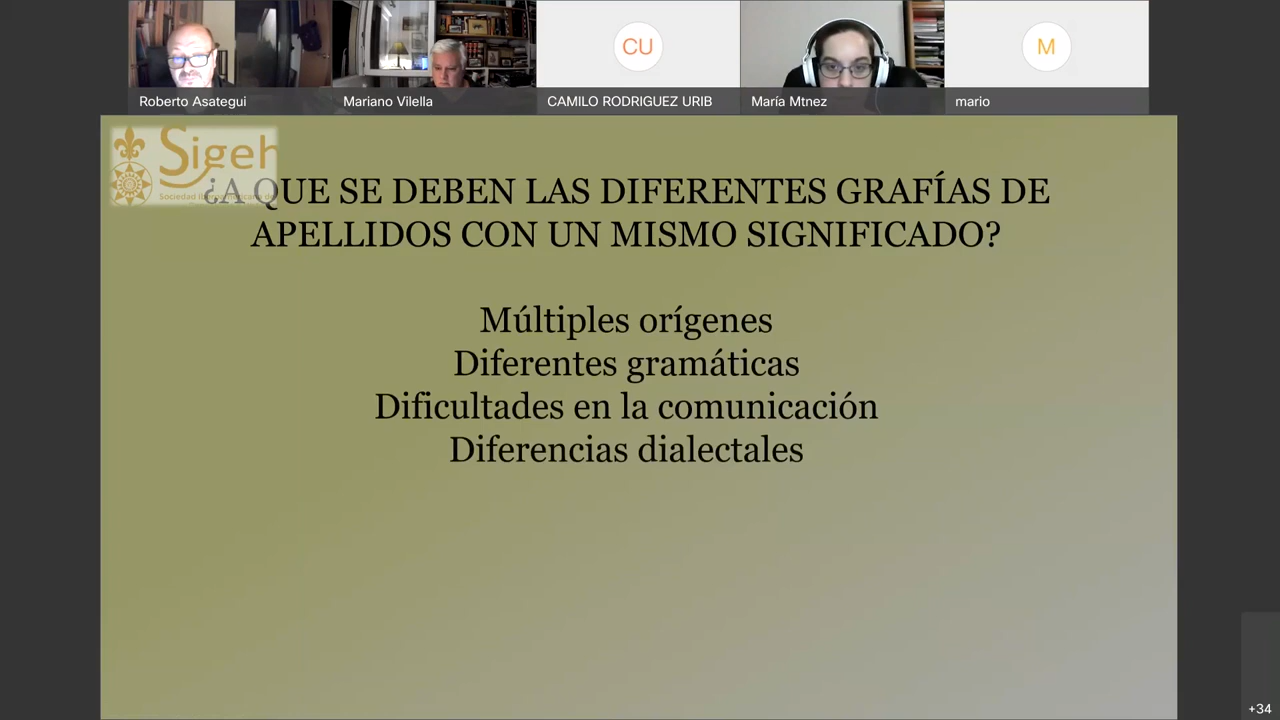 CU
M
Roberto Asategui
Mariano Vilella
CAMILO RODRIGUEZ URIB
María Mtnez
mario
Sigeh
Sociedad
¿A QUE SE DEBEN LAS DIFERENTES GRAFÍAS DE
APELLIDOS CON UN MISMO SIGNIFICADO?
Múltiples orígenes
Diferentes gramáticas
Dificultades en la comunicación
Diferencias dialectales
+34